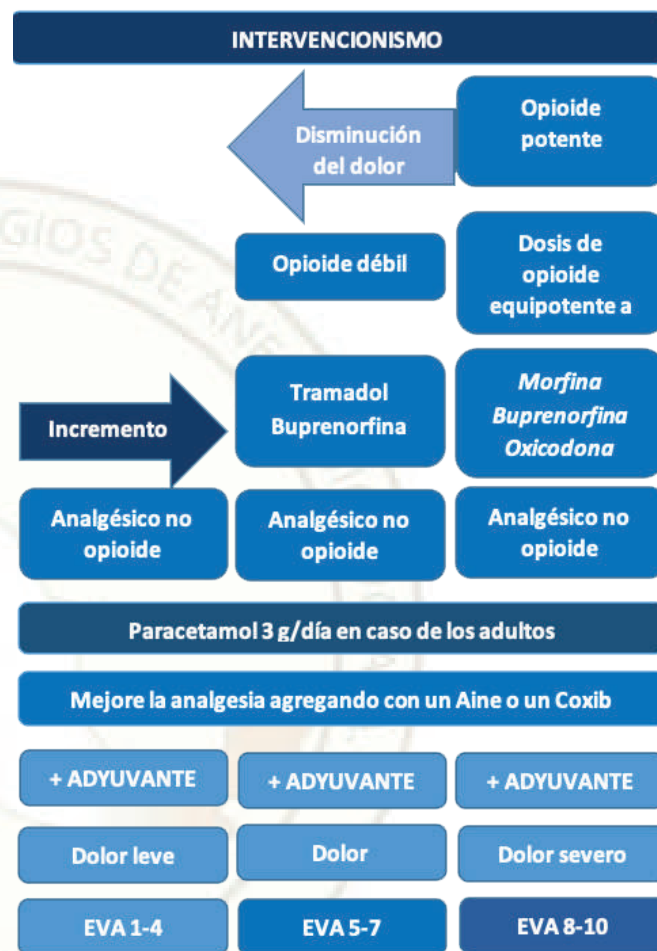 INTERVENCIONISMO
Opioide
potente
Disminución
del dolor
Opioide débil
Dosis de
opioide
equipotente a
Incremento
Tramadol
Buprenorfina
Morfina
Buprenorfina
Oxicodona
Analgésico no
opioide
Analgésico no
opioide
Analgésico no
opioide
Paracetamol 3 g/día en caso de los adultos
Mejore la analgesia agregando con un Aine o un Coxib
+ ADYUVANTE
+ ADYUVANTE
+ ADYUVANTE
Dolor leve
Dolor
Dolor severo
EVA 1-4
EVA 5-7
EVA 8-10